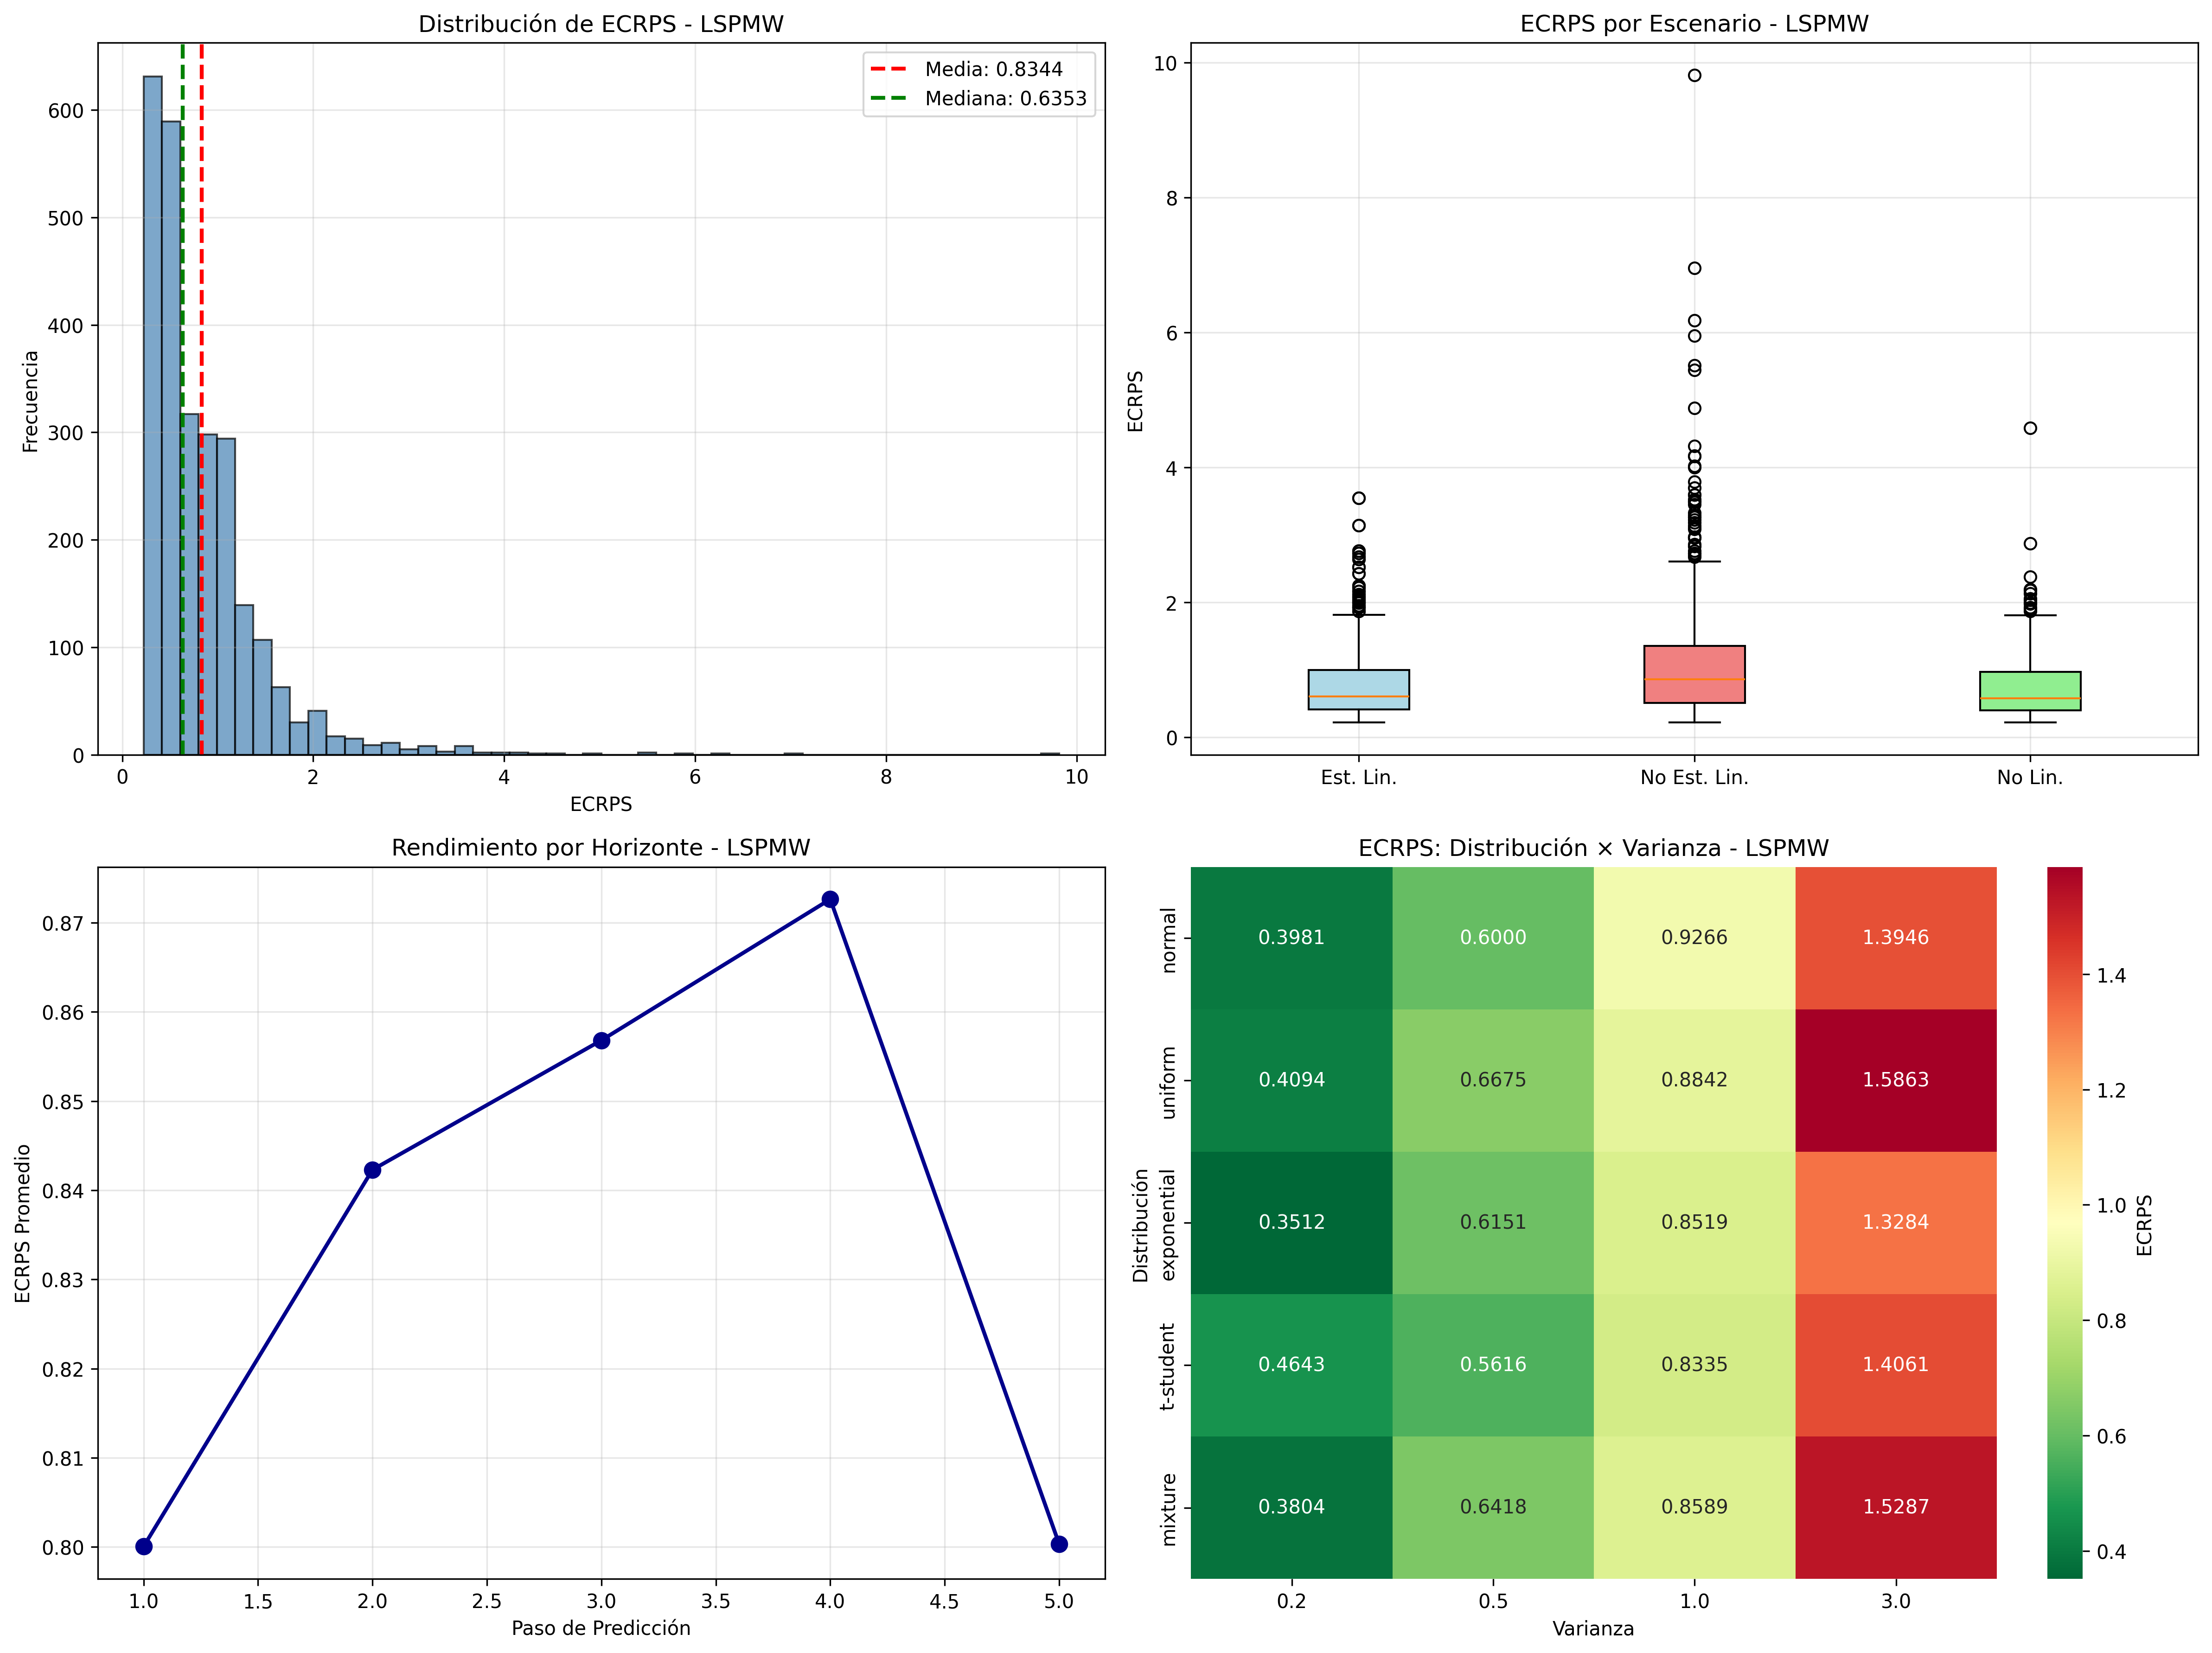 Distribución de ECRPS - LSPMW
Media: 0.8344
Mediana: 0.6353
Frecuencia
600
500
400
300
200
100
0
0 2 4 6 8 10
ECRPS
ECRPS por Escenario - LSPMW
ECRPS
10
8
6
4
2
0
Est. Lin. No Est. Lin. No Lin.
Rendimiento por Horizonte - LSPMW
ECRPS Promedio
0.87
0.86
0.85
0.84
0.83
0.82
0.81
0.80
1.0 1.5 2.0 2.5 3.0 3.5 4.0 4.5 5.0
Paso de Predicción
ECRPS: Distribución × Varianza - LSPMW
Distribución
normal 0.3981 0.6000 0.9266 1.3946
uniform 0.4094 0.6675 0.8842 1.5863
exponential 0.3512 0.6151 0.8519 1.3284
t-student 0.4643 0.5616 0.8335 1.4061
mixture 0.3804 0.6418 0.8589 1.5287
0.2 0.5 1.0 3.0
Varianza
1.4
1.2
1.0
0.8
0.6
0.4
ECRPS